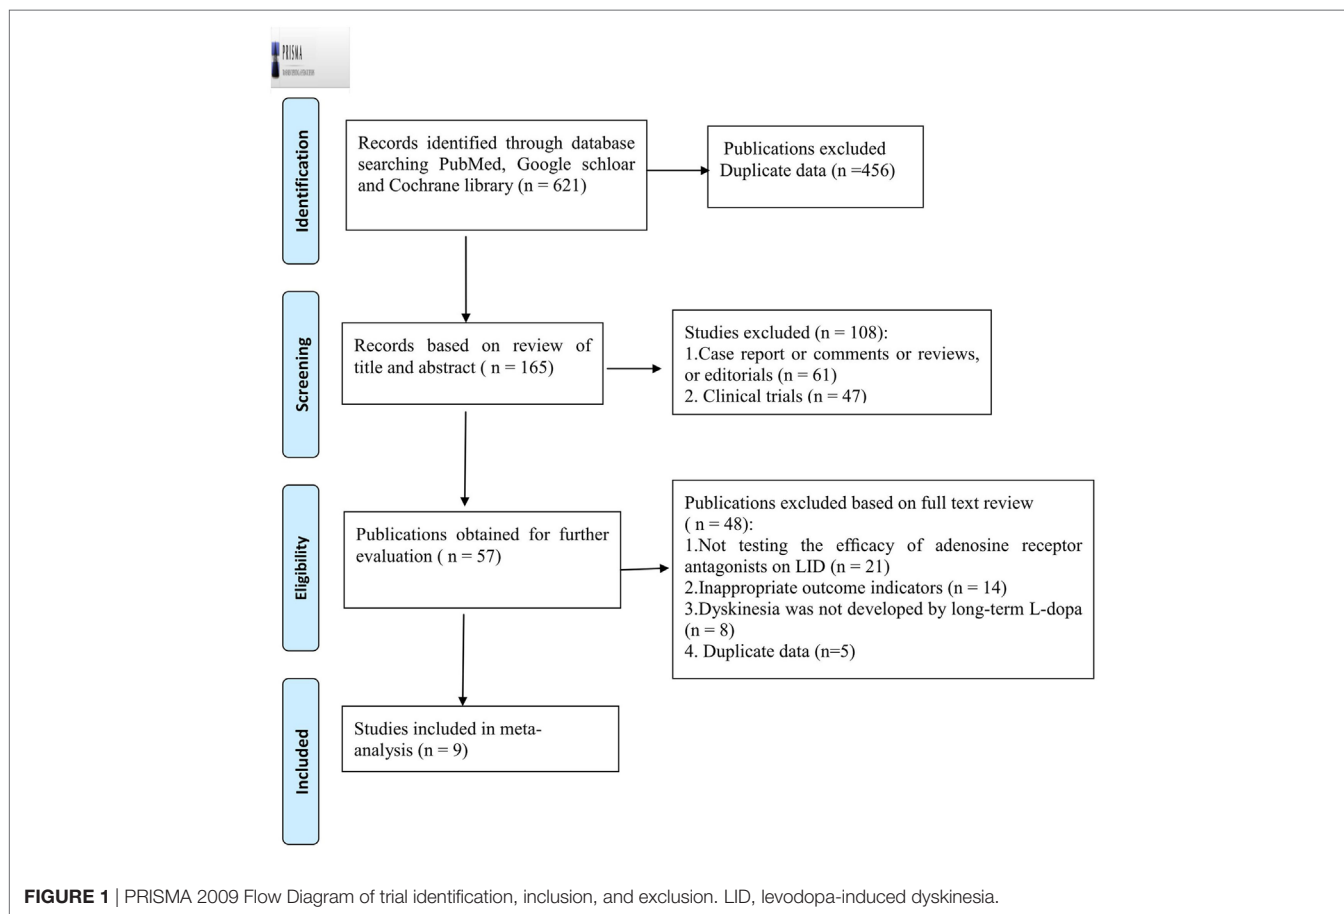 PRISMA
Identification
Records identified through database
searching PubMed, Google schloar
and Cochrane library (n = 621)
Publications excluded
Duplicate data (n =456)
Screening
Records based on review of
title and abstract ( n = 165)
Studies excluded (n = 108):
1.Case report or comments or reviews,
or editorials (n = 61)
2. Clinical trials (n = 47)
Eligibility
Publications obtained for further
evaluation ( n = 57)
Publications excluded based on full text review
( n = 48):
1.Not testing the efficacy of adenosine receptor
antagonists on LID (n = 21)
2.Inappropriate outcome indicators (n = 14)
3.Dyskinesia was not developed by long-term L-dopa
(n = 8)
4. Duplicate data (n=5)
Included
Studies included in meta-
analysis (n = 9)
FIGURE 1 | PRISMA 2009 Flow Diagram of trial identification, inclusion, and exclusion. LID, levodopa-induced dyskinesia.